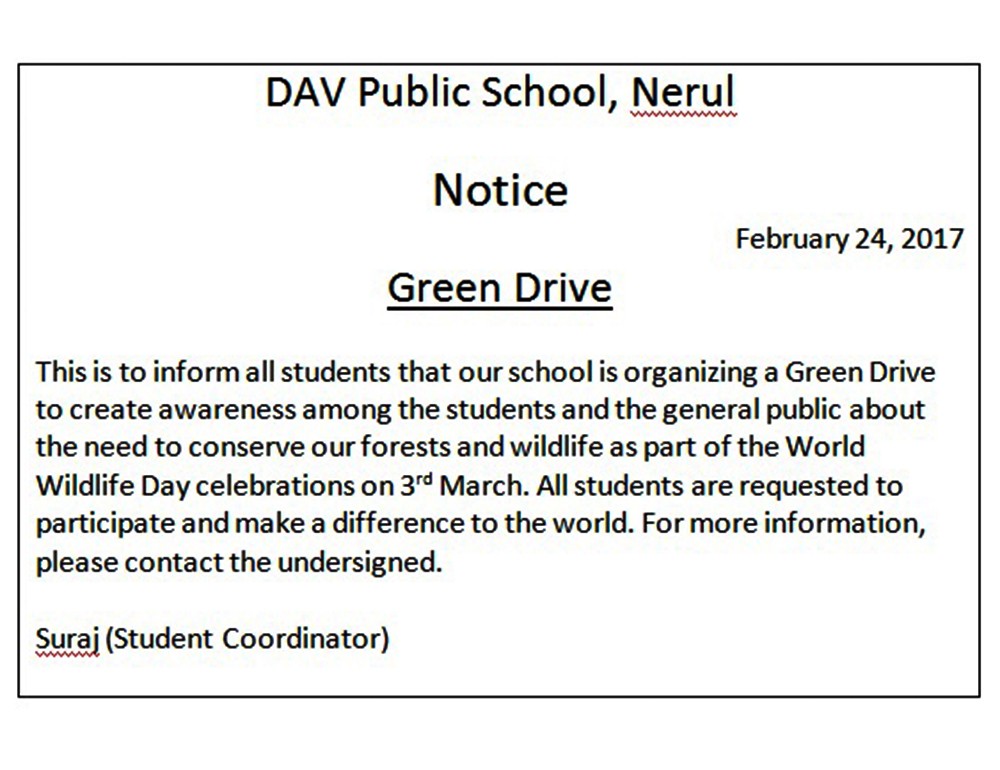 DAV Public School, Nerul
Notice
February 24, 2017
Green Drive
This is to inform all students that our school is organizing a Green Drive
to create awareness among the students and the general public about
the need to conserve our forests and wildlife as part of the World
Wildlife Day celebrations on 3rd March. All students are requested to
participate and make a difference to the world. For more information,
please contact the undersigned.
Suraj (Student Coordinator)